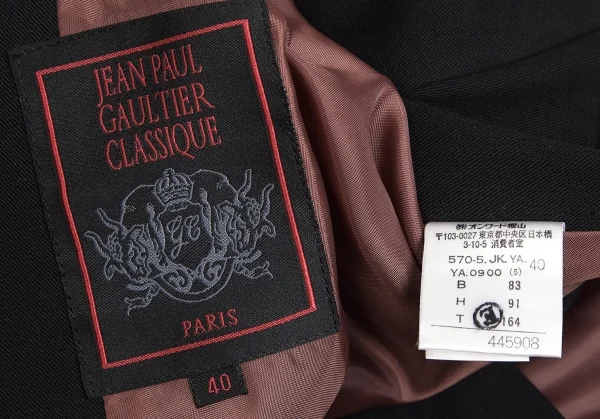 JEAN PAUL
GAULTIER
CLASSIQUE
PARIS
40
㈱オンワード樫山
〒103-0027 東京都中央区日本橋
3-10-5 消費者室
570-5.JK.YA. 40
YA.0900 (5)
B 83
H 91
T 164
445908